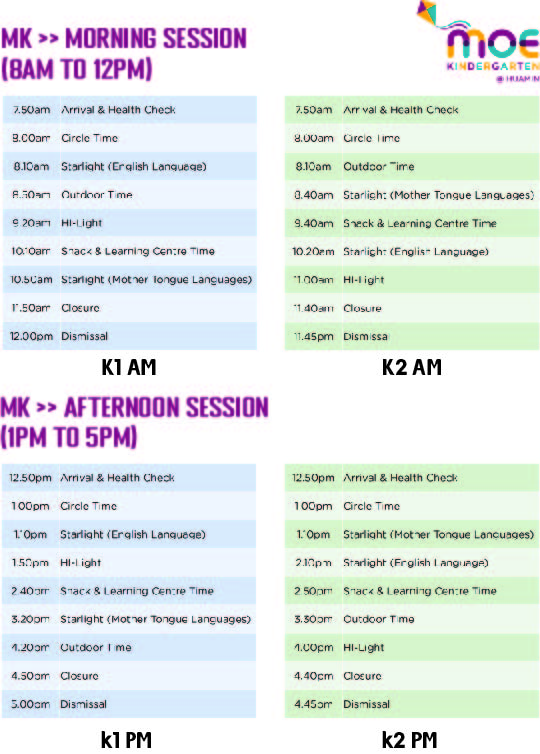 MK >> MORNING SESSION
(8AM TO 12PM)
moe
KINDERGARTEN
@ HUAMIN
7.50am Arrival & Health Check
8.00am Circle Time
8.10am Starlight (English Language)
8.50am Outdoor Time
9.20am HI-Light
10.10am Snack & Learning Centre Time
10.50am Starlight (Mother Tongue Languages)
11.50am Closure
12.00pm Dismissal
K1 AM
7.50am Arrival & Health Check
8.00am Circle Time
8.10am Outdoor Time
8.40am Starlight (Mother Tongue Languages)
9.40am Snack & Learning Centre Time
10.20am Starlight (English Language)
11.00am HI-Light
11.40am Closure
11.45pm Dismissal
K2 AM
MK >> AFTERNOON SESSION
(1PM TO 5PM)
12.50pm Arrival & Health Check
1.00pm Circle Time
1.10pm Starlight (English Language)
1.50pm HI-Light
2.40pm Snack & Learning Centre Time
3.20pm Starlight (Mother Tongue Languages)
4.20pm Outdoor Time
4.50pm Closure
5.00pm Dismissal
k1 PM
12.50pm Arrival & Health Check
1.00pm Circle Time
1.10pm Starlight (Mother Tongue Languages)
2.10pm Starlight (English Language)
2.50pm Snack & Learning Centre Time
3.30pm Outdoor Time
4.00pm HI-Light
4.40pm Closure
4.45pm Dismissal
k2 PM